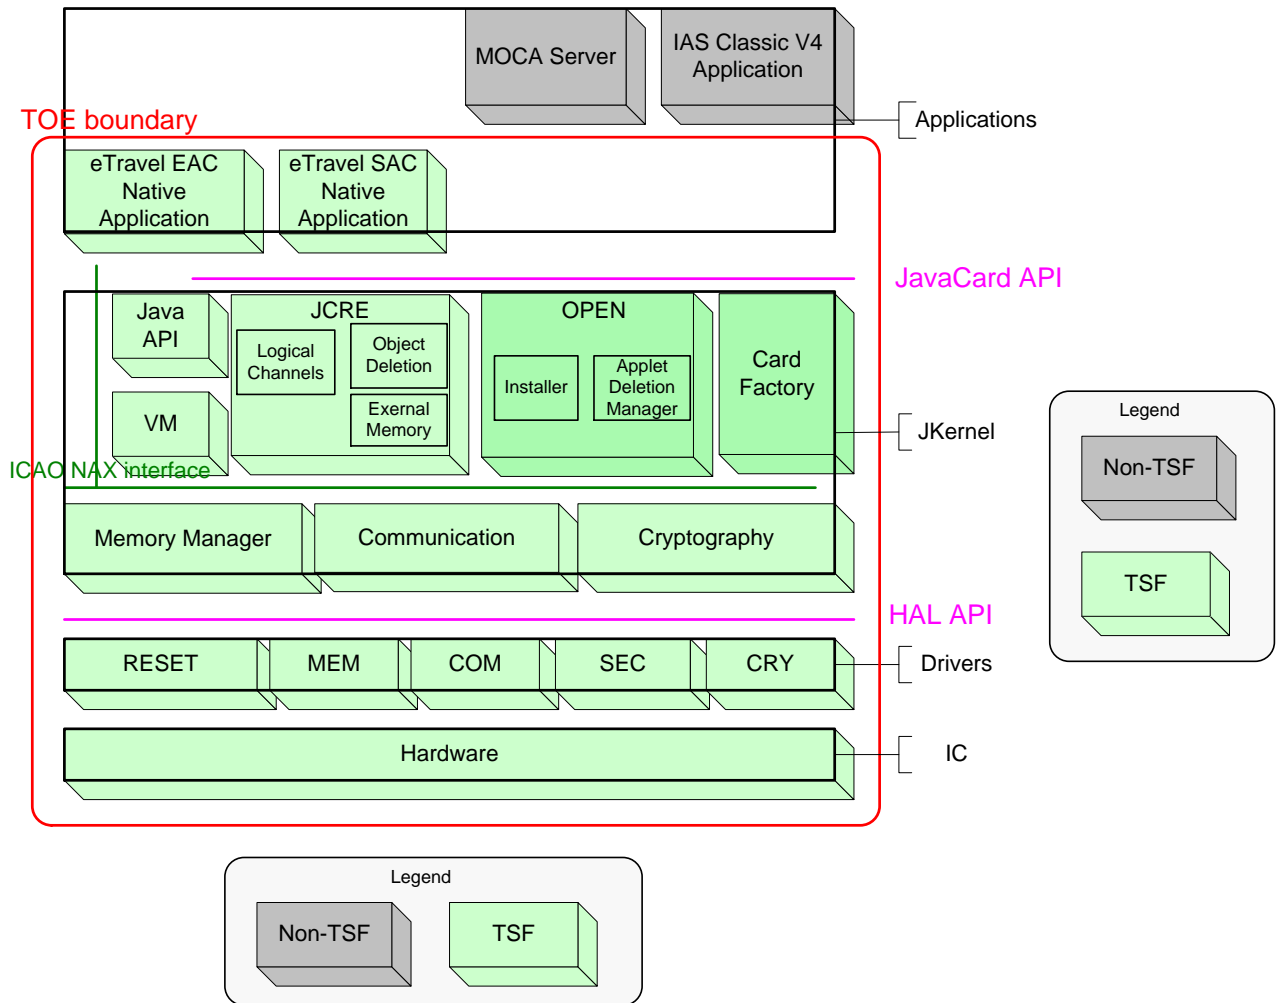 MOCA Server
IAS Classic V4
Application
TOE boundary
Applications
eTravel EAC
Native
Application
eTravel SAC
Native
Application
JavaCard API
Java
API
JCRE
Logical
Channels
Object
Deletion
Exernal
Memory
OPEN
Installer
Applet
Deletion
Manager
Card
Factory
VM
JKernel
ICAO NAX interface
Memory Manager
Communication
Cryptography
HAL API
RESET
MEM
COM
SEC
CRY
Drivers
Hardware
IC
Legend
Non-TSF
TSF
Legend
Non-TSF
TSF